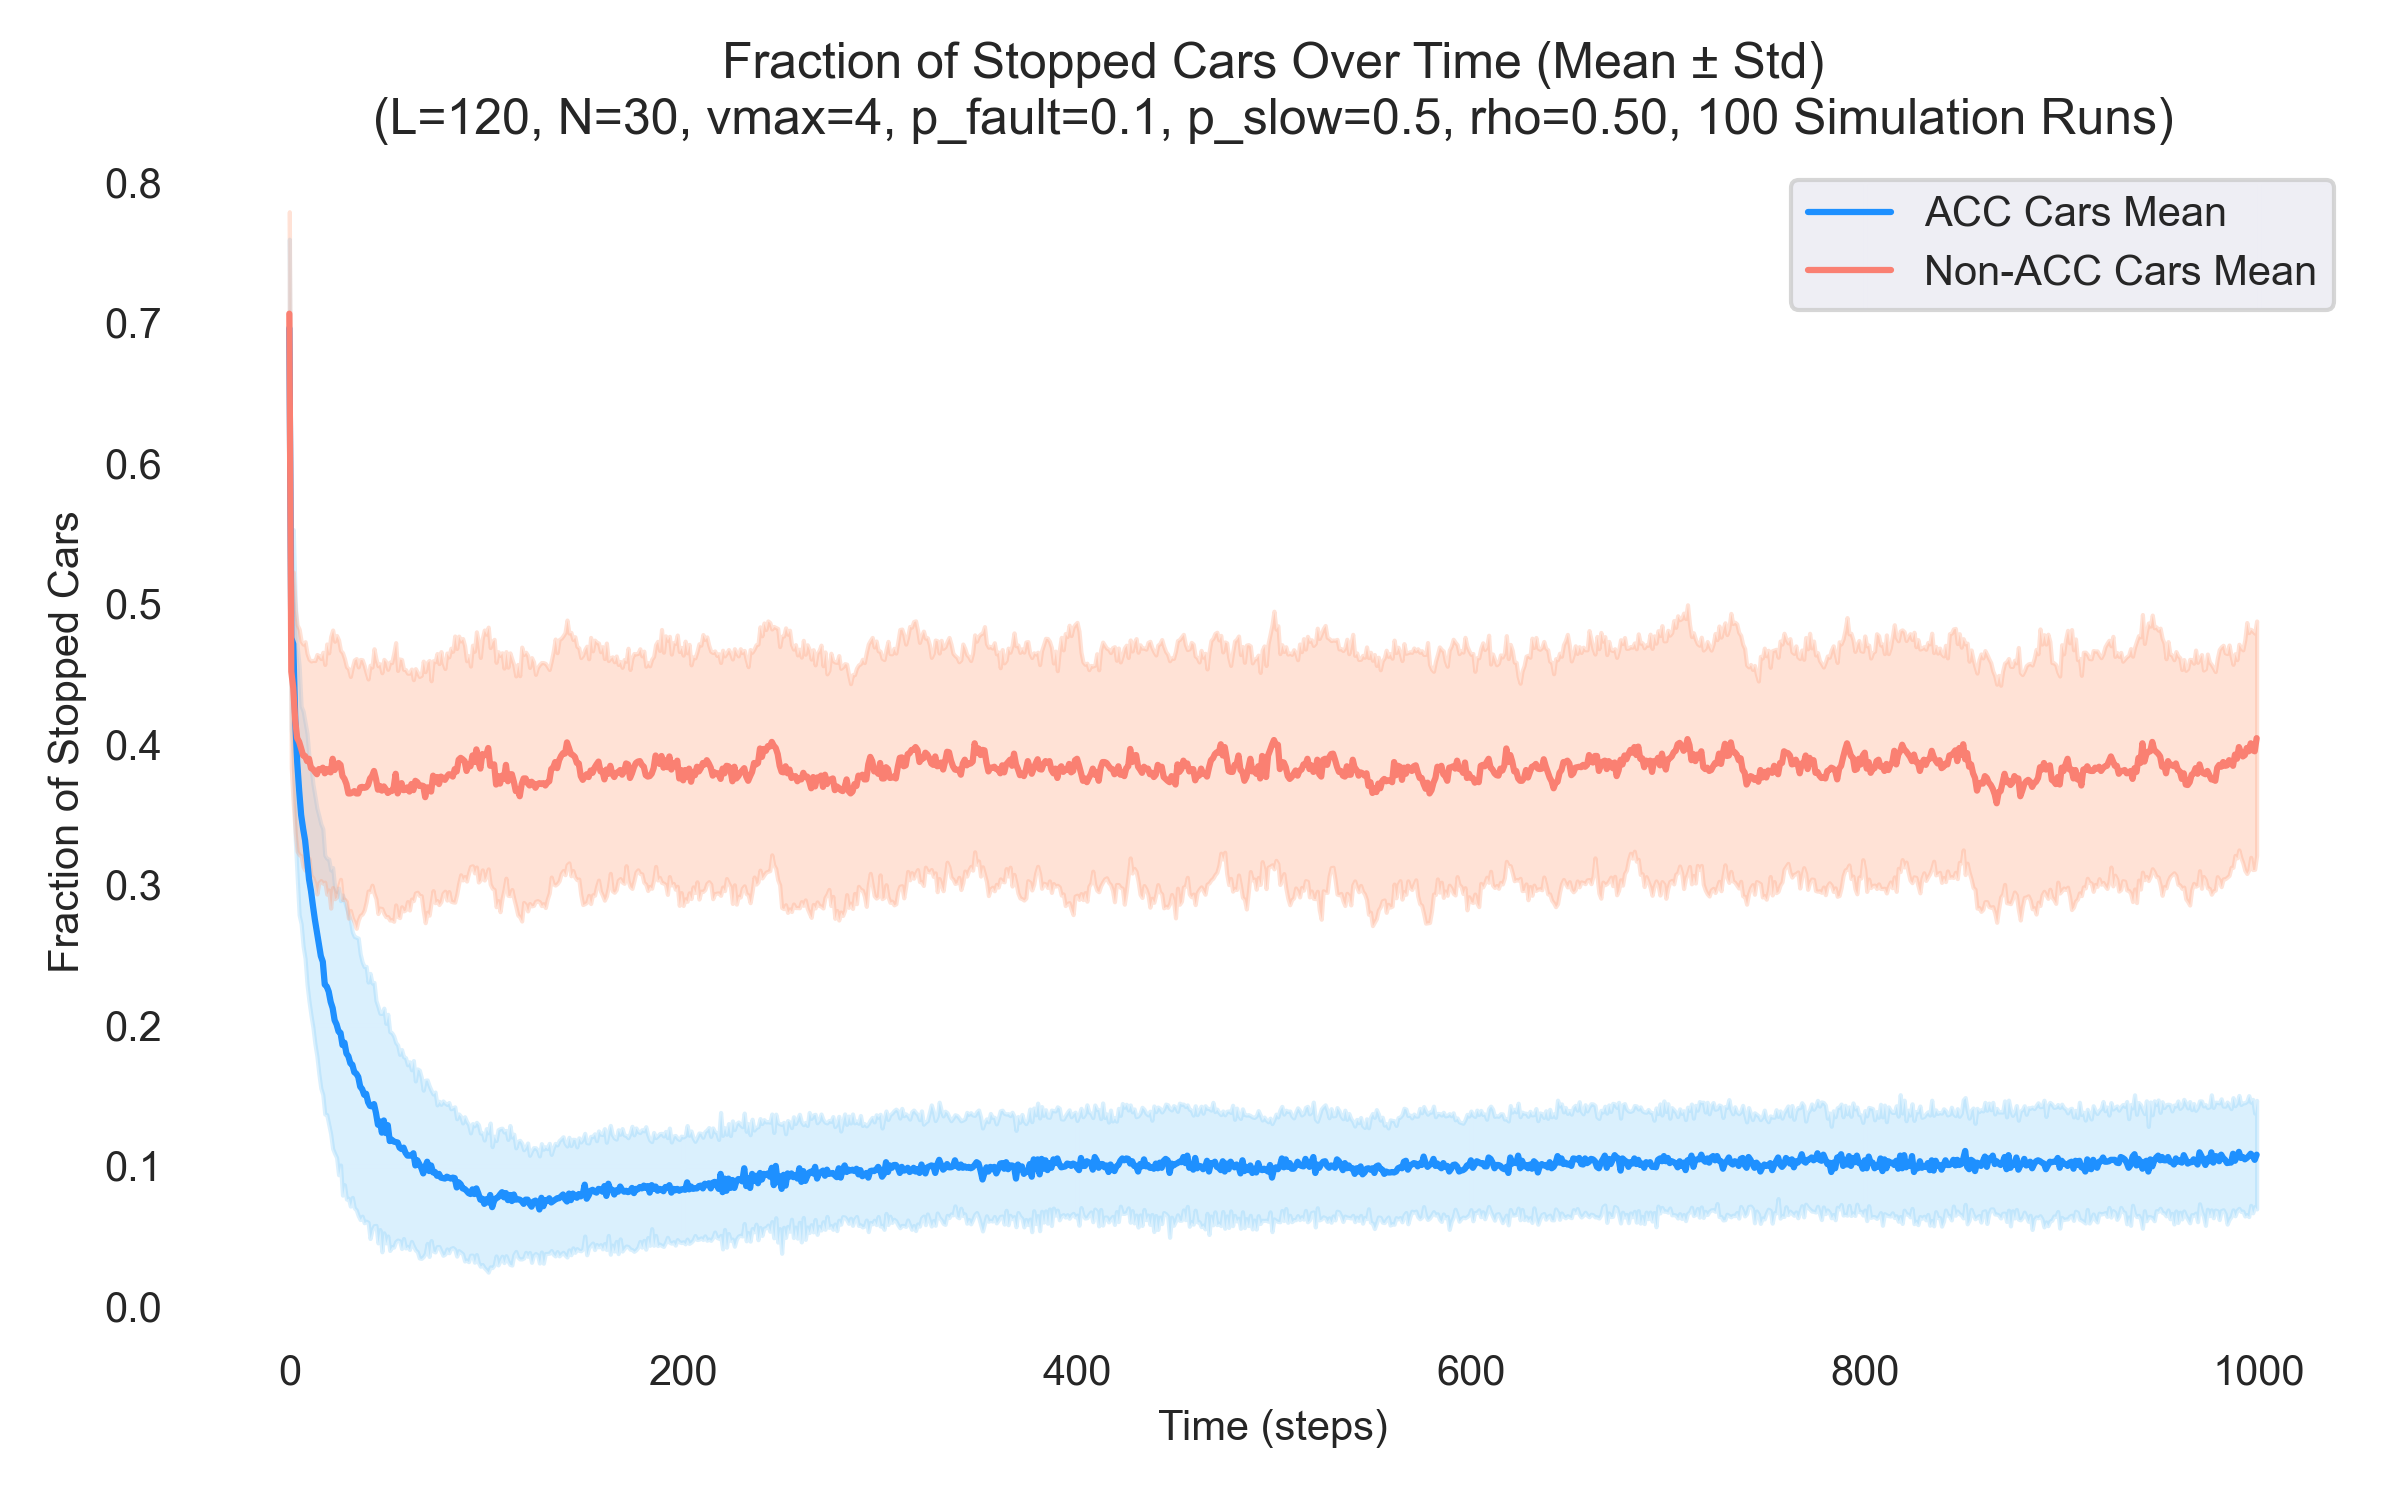 Fraction of Stopped Cars Over Time (Mean ± Std)
(L=120, N=30, vmax=4, p_fault=0.1, p_slow=0.5, rho=0.50, 100 Simulation Runs)
ACC Cars Mean
Non-ACC Cars Mean
Fraction of Stopped Cars
0.8
0.7
0.6
0.5
0.4
0.3
0.2
0.1
0.0
0 200 400 600 800 1000
Time (steps)